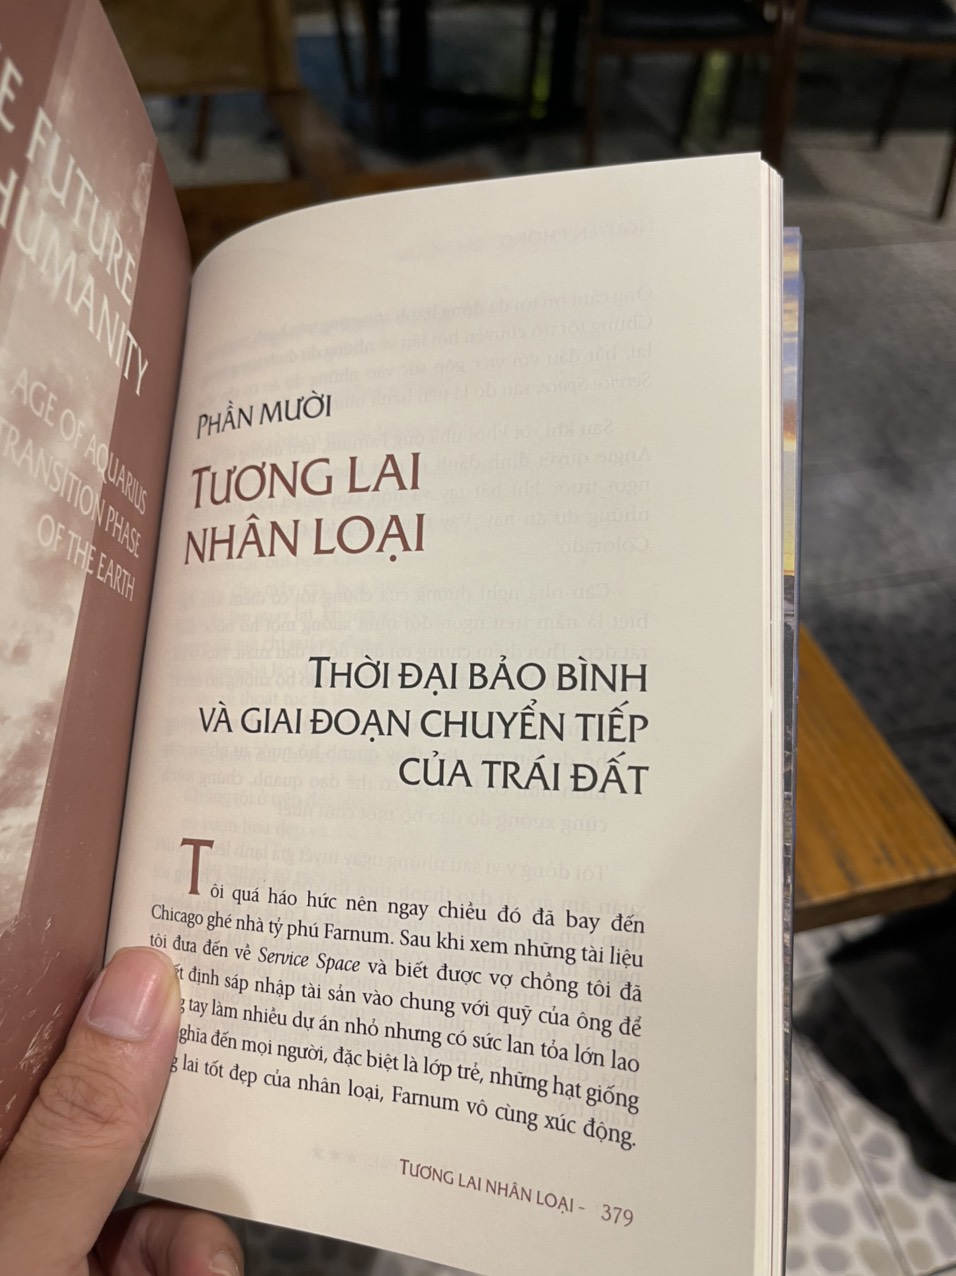 E FUTURE
HUMANITY
AGE OF AQUARIUS
TRANSITION PHASE
OF THE EARTH
PHẦN MƯỜI
TƯƠNG LAI
NHÂN LOẠI
THỜI ĐẠI BẢO BÌNH
VÀ GIAI ĐOẠN CHUYỂN TIẾP
CỦA TRÁI ĐẤT
Tôi quá háo hức nên ngay chiều đó đã bay đến
Chicago ghé nhà tỷ phú Farnum. Sau khi xem những tài liệu
tôi đưa đến về Service Space và biết được vợ chồng tôi đã
định sáp nhập tài sản vào chung với quỹ của ông để
tay làm nhiều dự án nhỏ nhưng có sức lan tỏa lớn lao
nghĩa đến mọi người, đặc biệt là lớp trẻ, những hạt giống
lai tốt đẹp của nhân loại, Farnum vô cùng xúc động.
TƯƠNG LAI NHÂN LOẠI - 379